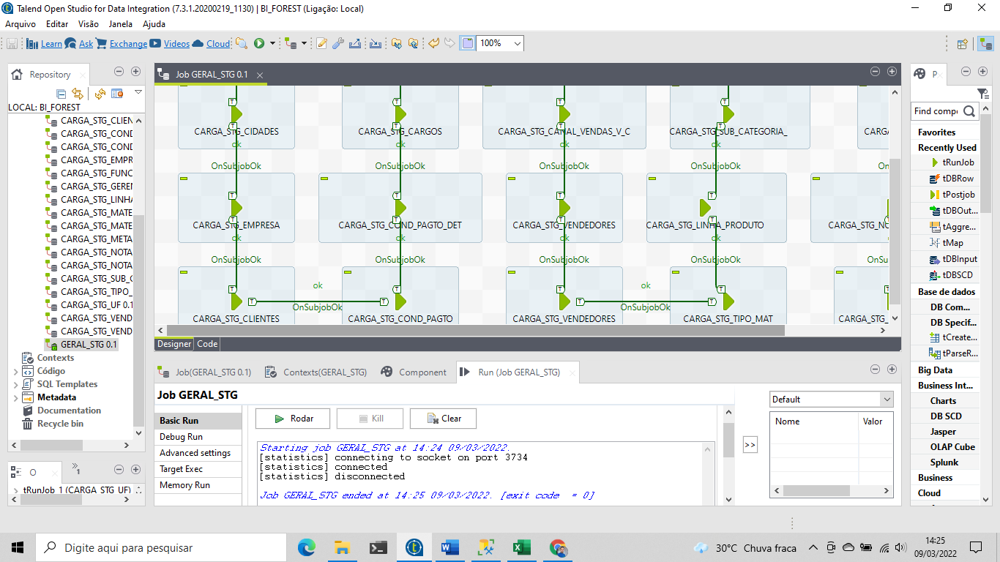 Talend Open Studio for Data Integration (7.3.1.20200219_1130) | BI_FOREST (Ligação: Local)
Arquivo Editar Visão Janela Ajuda
Learn Ask Exchange Videos Cloud 100%
Repository
LOCAL: BI_FOREST
CARGA_STG_CLIEN
CARGA_STG_COND
CARGA_STG_COND
CARGA_STG_EMPR
CARGA_STG_FUNC
CARGA_STG_GEREN
CARGA_STG_LINHA
CARGA_STG_MATE
CARGA_STG_MATE
CARGA_STG_META
CARGA_STG_NOTA
CARGA_STG_NOTA
CARGA_STG_SUB_C
CARGA_STG_TIPO_
CARGA_STG_UF 0.1
CARGA_STG_VEND
CARGA_STG_VEND
GERAL_STG 0.1
Contexts
Código
SQL Templates
Metadata
Documentation
Recycle bin
O
1
tRunJob_1 (CARGA_STG_UF)
Job GERAL_STG 0.1
T T T T
CARGA_STG_CIDADES CARGA_STG_CARGOS CARGA_STG_CANAL_VENDAS_V_C CARGA_STG_SUB_CATEGORIA_ CARGA
ok ok ok ok
OnSubjobOk OnSubjobOk OnSubjobOk OnSubjobOk On
T T T T
CARGA_STG_EMPRESA CARGA_STG_COND_PAGTO_DET CARGA_STG_VENDEDORES CARGA_STG_LINHA_PRODUTO CARGA_STG_NO
ok ok ok ok
OnSubjobOk OnSubjobOk OnSubjobOk OnSubjobOk OnSu
T T T T
ok ok
T T T T
OnSubjobOk OnSubjobOk
CARGA_STG_CLIENTES CARGA_STG_COND_PAGTO CARGA_STG_VENDEDORES CARGA_STG_TIPO_MAT CARGA_STG_
Designer Code
Job(GERAL_STG 0.1) Contexts(GERAL_STG) Component Run (Job GERAL_STG)
Job GERAL_STG
Basic Run
Debug Run
Advanced settings
Target Exec
Memory Run
Rodar Kill Clear
Starting job GERAL_STG at 14:24 09/03/2022.
[statistics] connecting to socket on port 3734
[statistics] connected
[statistics] disconnected
Job GERAL_STG ended at 14:25 09/03/2022. [exit code  = 0]
>>
Default
Nome Valor
P
Find compo
Favorites
Recently Used
tRunJob
tDBRow
tPostjob
tDBOut...
tAggre...
tMap
tDBInput
tDBSCD
Base de dados
DB Com...
DB Specif...
tCreate...
tParseR...
Big Data
Business Int...
Charts
DB SCD
Jasper
OLAP Cube
Splunk
Business
Cloud
Digite aqui para pesquisar
30°C Chuva fraca
14:25
09/03/2022